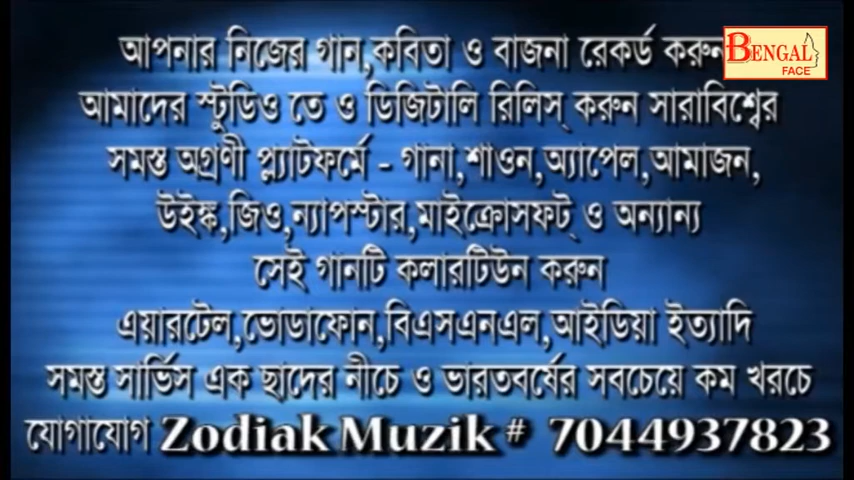 আপনার নিজের গান,কবিতা ও বাজনা রেকর্ড করুন
BENGAL
FACE
আমাদের স্টুডিও তে ও ডিজিটালি রিলিস্ করুন সারাবিশ্বের
সমস্ত অগ্রণী প্ল্যাটফর্মে - গানা,শাওন,অ্যাপেল,আমাজন,
উইঙ্ক,জিও,ন্যাপস্টার,মাইক্রোসফট্ ও অন্যান্য
সেই গানটি কলারটিউন করুন
এয়ারটেল,ভোডাফোন,বিএসএনএল,আইডিয়া ইত্যাদি
সমস্ত সার্ভিস এক ছাদের নীচে ও ভারতবর্ষের সবচেয়ে কম খরচে
যোগাযোগ Zodiak Muzik # 7044937823